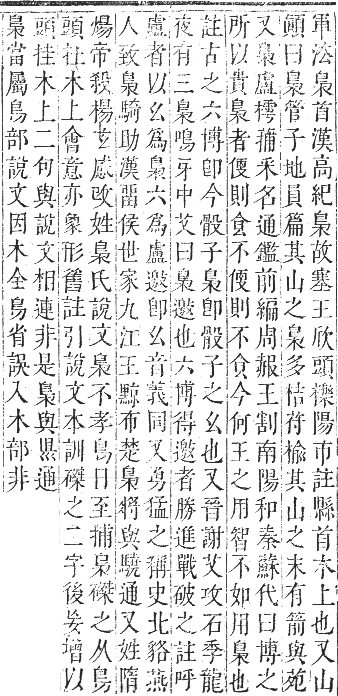 軍法梟首漢高紀梟故塞王欣頭櫟陽市註縣首木上也又山
顚曰梟管子地員篇其山之梟多桔符榆其山之末有箭與苑
又梟盧樗蒱采名通鑑前編周赧王割南陽和秦蘇代曰博之
所以貴梟者便則食不便則不食今何王之用智不如用梟也
註古之六博卽今骰子梟卽骰子之幺也又晉謝艾攻石季龍
夜有三梟鳴牙中艾曰梟邀也六博得邀者勝進戰破之註呼
盧者以幺爲梟六爲盧邀卽幺音義同又勇猛之稱史北貉燕
人致梟騎助漢畱侯世家九江王黥布楚梟將與驍通又姓隋
煬帝殺楊𤣥感改姓梟氏說文梟不孝鳥日至捕梟磔之从鳥
頭在木上會意亦象形舊註引說文本訓磔之二字後妄增以
頭挂木上二句與說文相連非是梟與㬎通
梟當屬鳥部說文因木全鳥省誤入木部非